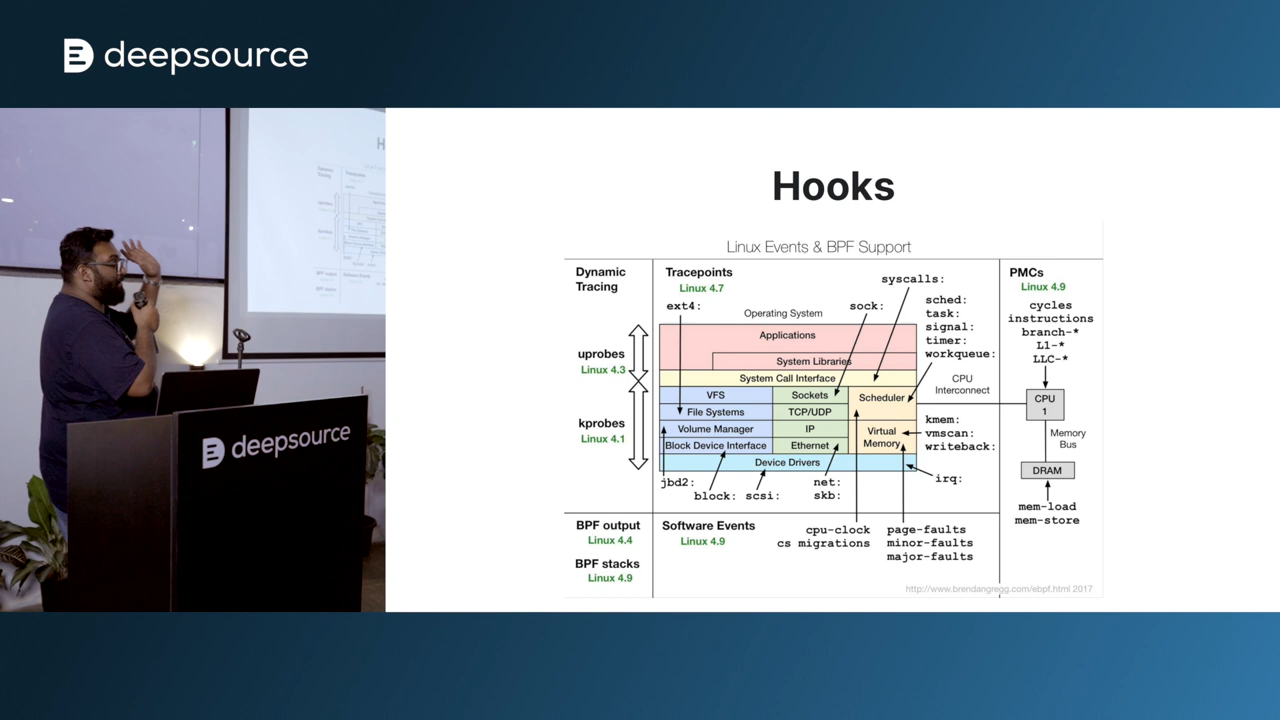 deepsource
Hooks
Linux Events & BPF Support
Dynamic
Tracing
Tracepoints
Linux 4.7
syscalls:
PMCs
Linux 4.9
ext4:
Operating System
sock:
sched:
task:
signal:
timer:
workqueue:
cycles
instructions
branch-*
L1-*
LLC-*
Applications
System Libraries
uprobes
Linux 4.3
System Call Interface
CPU
Interconnect
VFS
Sockets
Scheduler
File Systems
TCP/UDP
CPU
1
kprobes
Linux 4.1
Volume Manager
IP
Virtual
Memory
kmem:
vmscan:
writeback:
Memory
Bus
Block Device Interface
Ethernet
Device Drivers
DRAM
jbd2:
block:
scsi:
net:
skb:
irq:
mem-load
mem-store
BPF output
Linux 4.4
BPF stacks
Linux 4.9
Software Events
Linux 4.9
cpu-clock
cs migrations
page-faults
minor-faults
major-faults
http://www.brendangregg.com/ebpf.html 2017
deepsource